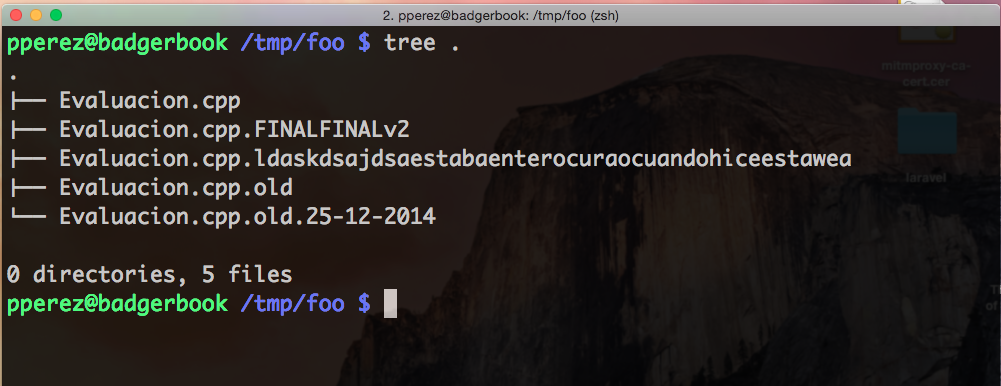 2. pperez@badgerbook: /tmp/foo (zsh)
pperez@badgerbook /tmp/foo $ tree .
.
├── Evaluacion.cpp
├── Evaluacion.cpp.FINALFINALv2
├── Evaluacion.cpp.ldaskdsajdsaestabaenterocuraocuandohiceestawea
├── Evaluacion.cpp.old
└── Evaluacion.cpp.old.25-12-2014
0 directories, 5 files
pperez@badgerbook /tmp/foo $
mitmproxy-ca-
cert.cer
laravel